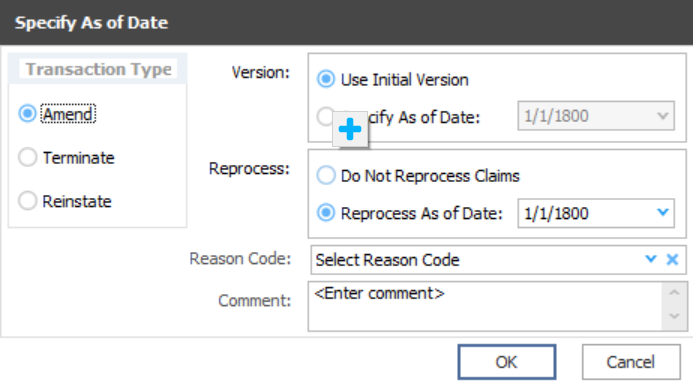 Specify As of Date
Transaction Type
Amend
Terminate
Reinstate
Version:
Use Initial Version
As of Date:
1/1/1800
Reprocess:
Do Not Reprocess Claims
Reprocess As of Date:
1/1/1800
Reason Code:
Select Reason Code
Comment:
<Enter comment>
OK
Cancel